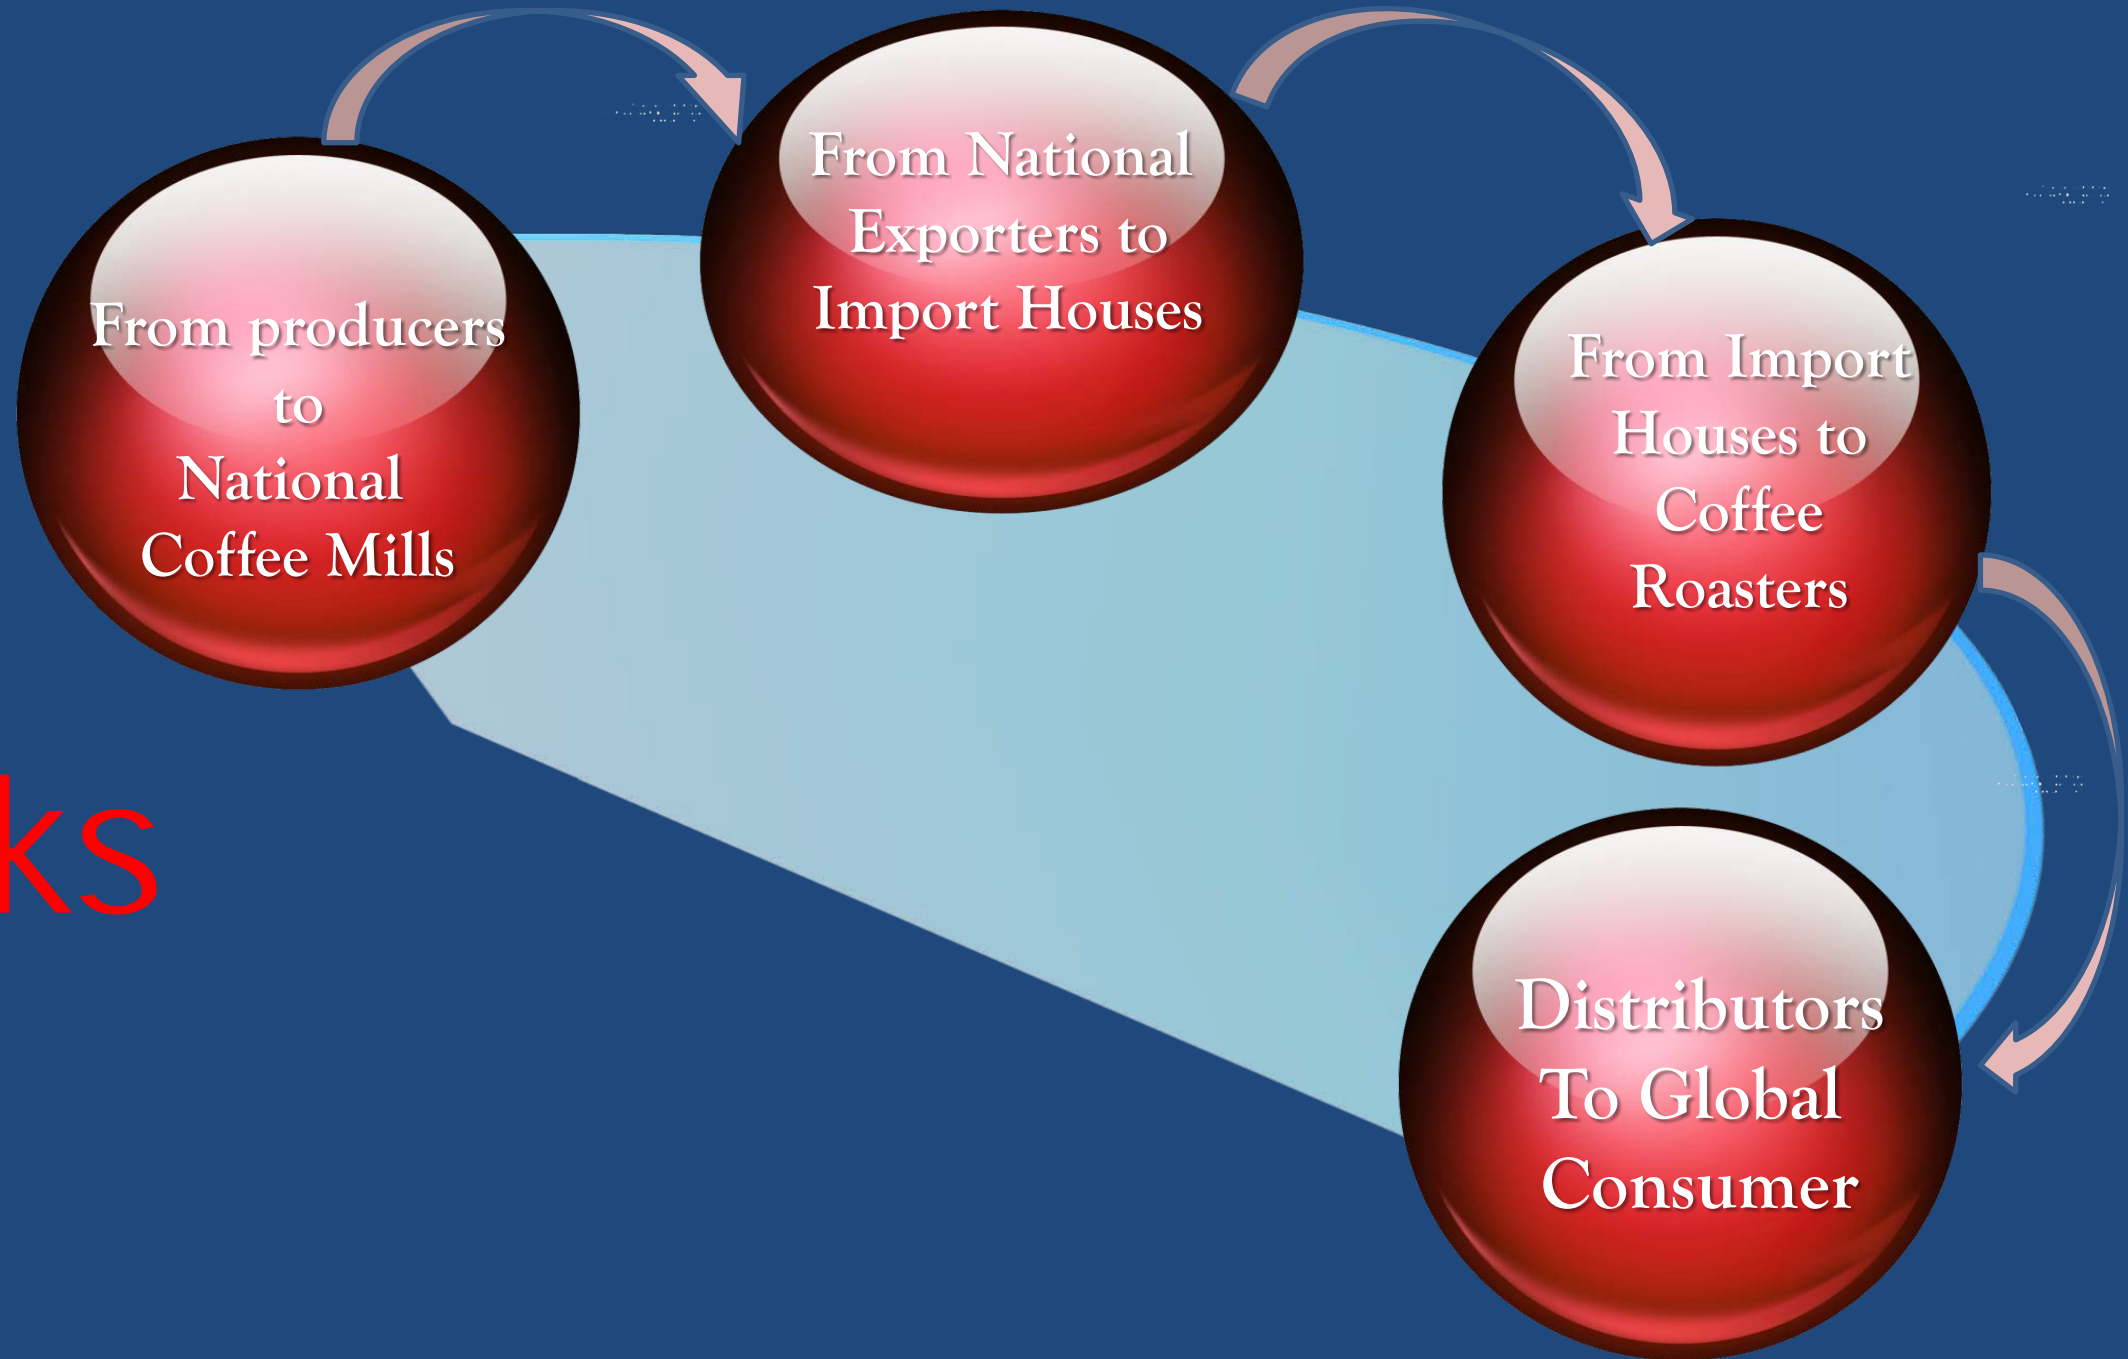 From producers
to
National
Coffee Mills
From National
Exporters to
Import Houses
From Import
Houses to
Coffee
Roasters
ks
Distributors
To Global
Consumer